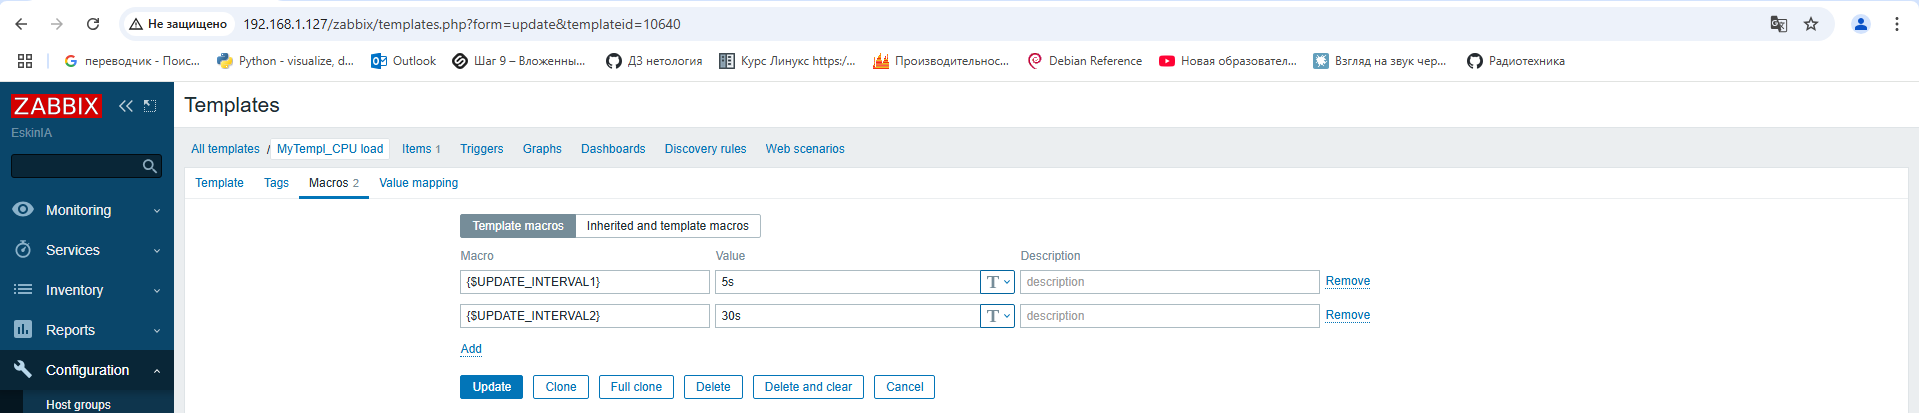 Не защищено 192.168.1.127/zabbix/templates.php?form=update&templateid=10640
переводчик - Поис... Python - visualize, d... Outlook Шаг 9 – Вложенны... ДЗ нетология Курс Линукс https:/... Производительнос... Debian Reference Новая образовател... Взгляд на звук чер... Радиотехника
ZABBIX
EskinIA
Monitoring
Services
Inventory
Reports
Configuration
Host groups
Templates
All templates / MyTempl_CPU load Items 1 Triggers Graphs Dashboards Discovery rules Web scenarios
Template Tags Macros 2 Value mapping
Template macros Inherited and template macros
Macro Value Description
{$UPDATE_INTERVAL1} 5s T description Remove
{$UPDATE_INTERVAL2} 30s T description Remove
Add
Update Clone Full clone Delete Delete and clear Cancel